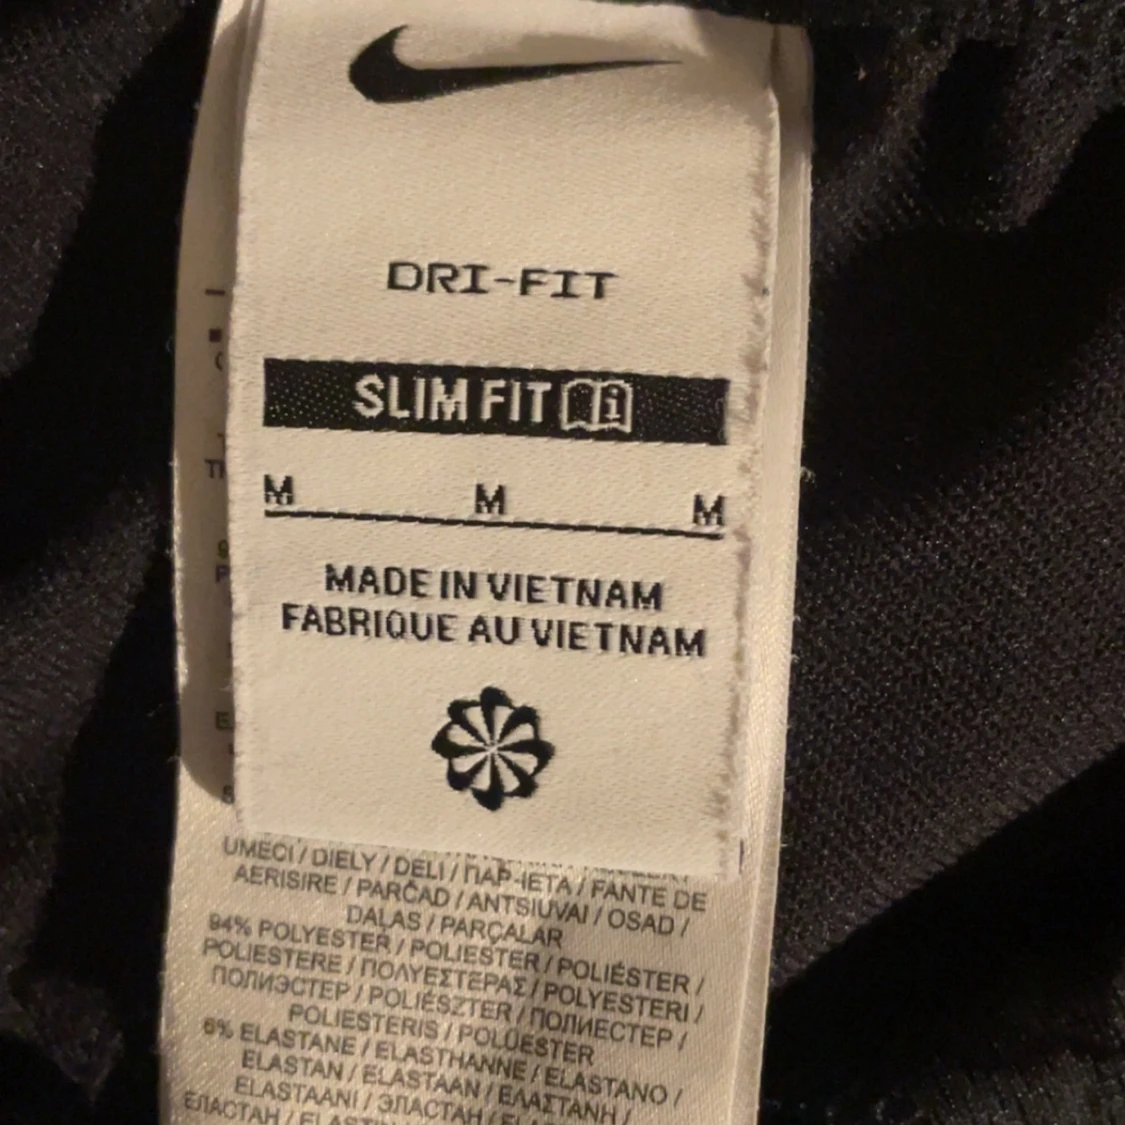 DRI-FIT
SLIM FIT
M M M
MADE IN VIETNAM
FABRIQUE AU VIETNAM
UMECI / DIELY / DELI /
AERISIRE / PARČAD / ANTSIUVAI / OSAD /
DAĻAS / PARÇALAR
94% POLYESTER / POLIESTER / POLIÉSTER /
POLIESTERE / ΠΟΛΥΕΣΤΕΡΑΣ / POLYESTERI /
ПОЛИЭСТЕР / POLIÉSZTER / ПОЛИЕСТЕР /
POLIESTERIS / POLÜESTER
6% ELASTANE / ELASTHANNE / ELASTANO /
ELASTAN / ELASTAAN / ΕΛΑΣΤΑΝΗ /
ELASTAANI / ЭЛАСТАН /
ЕЛАСТАН /